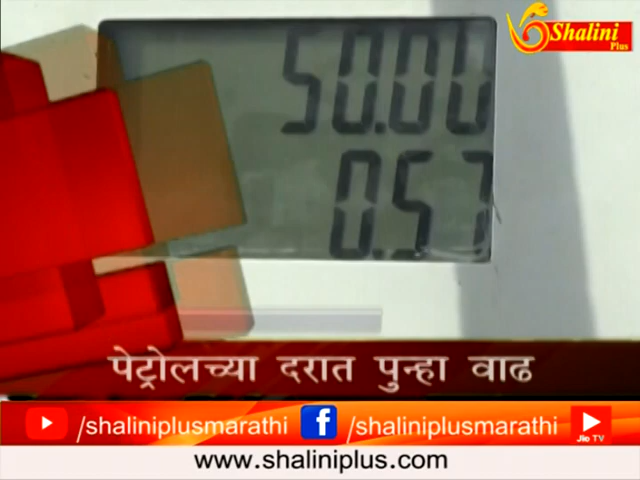 Shalini
Plus
50.00
0.57
पेट्रोलच्या दरात पुन्हा वाढ
/shaliniplusmarathi /shaliniplusmarathi
Jio TV
www.shaliniplus.com